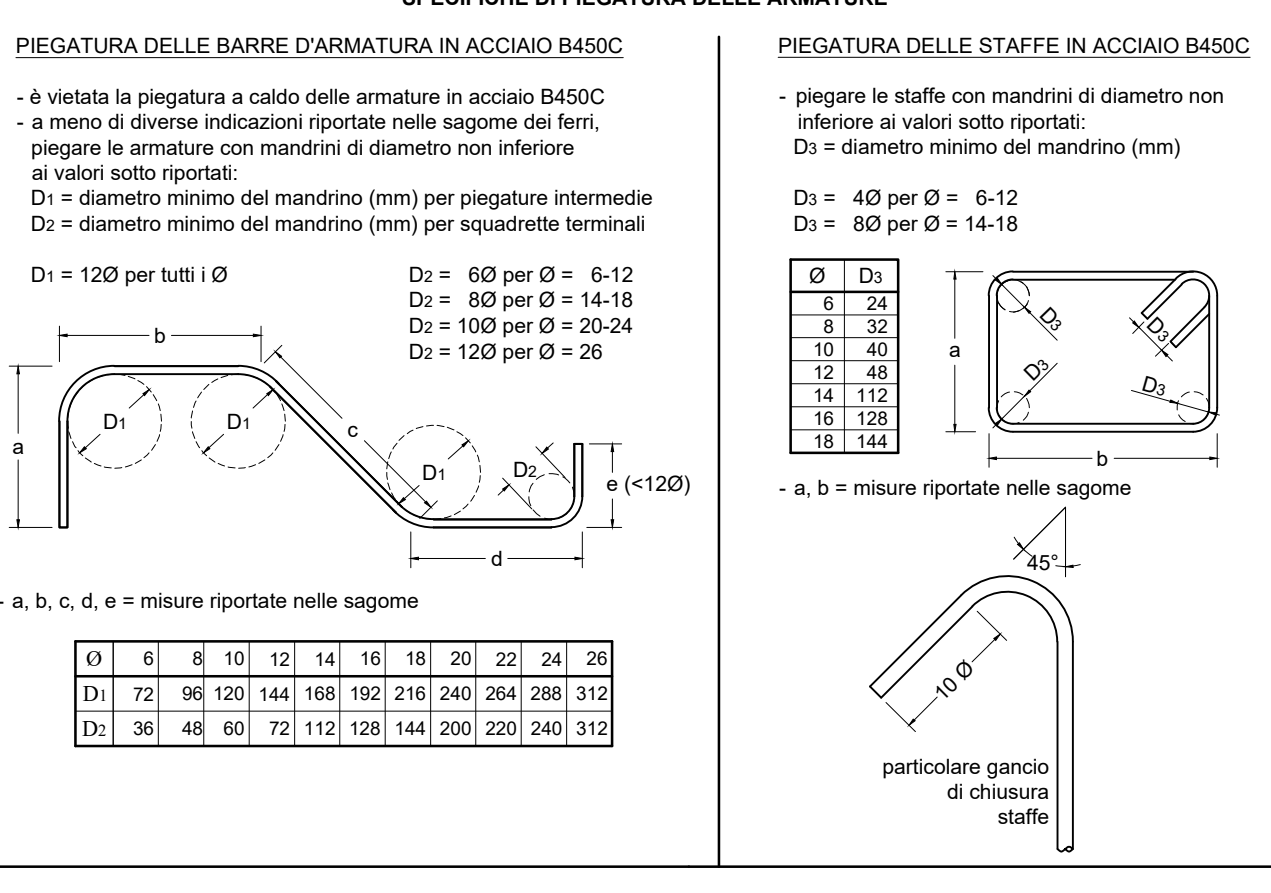 SPECIFICHE DI PIEGATURA DELLE ARMATURE
PIEGATURA DELLE BARRE D'ARMATURA IN ACCIAIO B450C
- è vietata la piegatura a caldo delle armature in acciaio B450C
- a meno di diverse indicazioni riportate nelle sagome dei ferri,
piegare le armature con mandrini di diametro non inferiore
ai valori sotto riportati:
D1 = diametro minimo del mandrino (mm) per piegature intermedie
D2 = diametro minimo del mandrino (mm) per squadrette terminali
D1 = 12Ø per tutti i Ø
D2 = 6Ø per Ø = 6-12
D2 = 8Ø per Ø = 14-18
D2 = 10Ø per Ø = 20-24
D2 = 12Ø per Ø = 26
b
a
D1
D1
c
D1
D2
e (<12Ø)
d
- a, b, c, d, e = misure riportate nelle sagome
Ø 6 8 10 12 14 16 18 20 22 24 26
D1 72 96 120 144 168 192 216 240 264 288 312
D2 36 48 60 72 112 128 144 200 220 240 312
PIEGATURA DELLE STAFFE IN ACCIAIO B450C
- piegare le staffe con mandrini di diametro non
inferiore ai valori sotto riportati:
D3 = diametro minimo del mandrino (mm)
D3 = 4Ø per Ø = 6-12
D3 = 8Ø per Ø = 14-18
Ø D3
6 24
8 32
10 40
12 48
14 112
16 128
18 144
a
D3
D3
D3
D3
b
- a, b = misure riportate nelle sagome
45°
10 Ø
particolare gancio
di chiusura
staffe